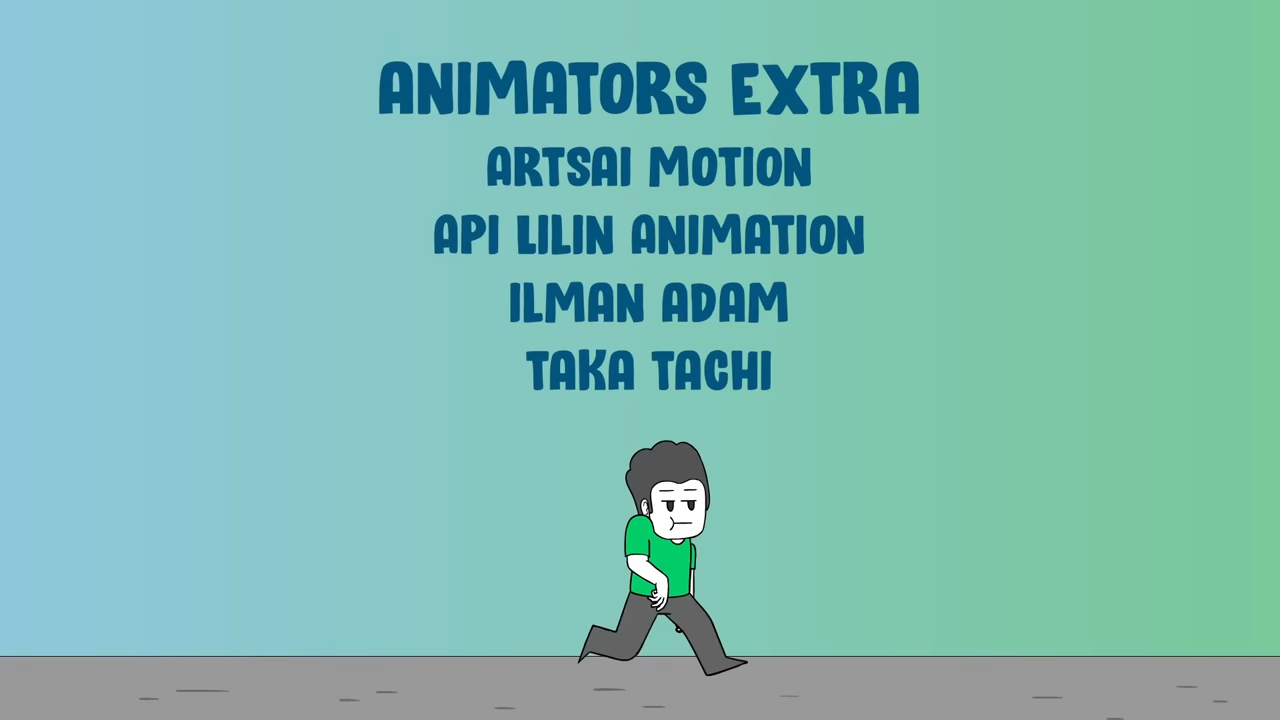 ANIMATORS EXTRA
ARTSAI MOTION
API LILIN ANIMATION
ILMAN ADAM
TAKA TACHI